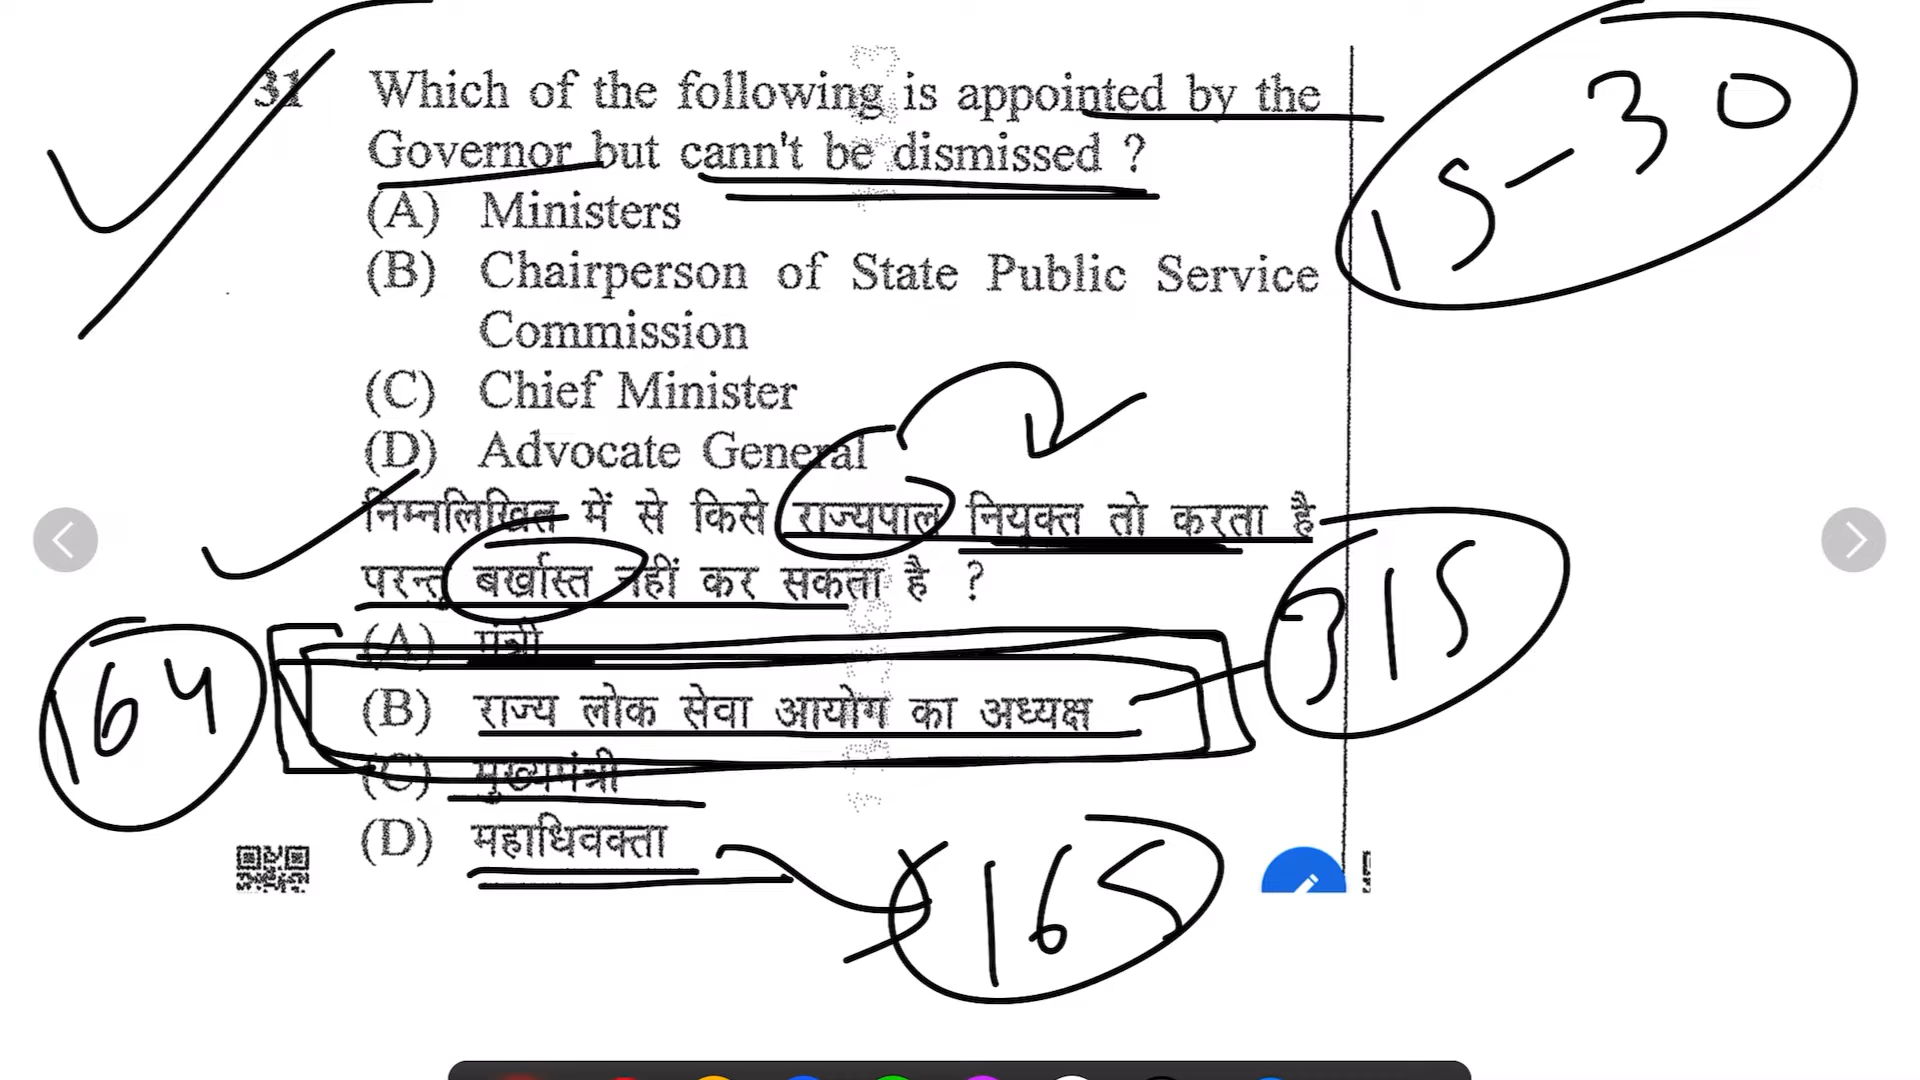 31 Which of the following is appointed by the
Governor but cann't be dismissed ?
(A) Ministers
(B) Chairperson of State Public Service
Commission
(C) Chief Minister
(D) Advocate General
निम्नलिखित में से किसे राज्यपाल नियुक्त तो करता है
परन्तु बर्खास्त नहीं कर सकता है ?
(A) मंत्री
(B) राज्य लोक सेवा आयोग का अध्यक्ष
(C) मुख्यमंत्री
(D) महाधिवक्ता
15-30
315
164
165